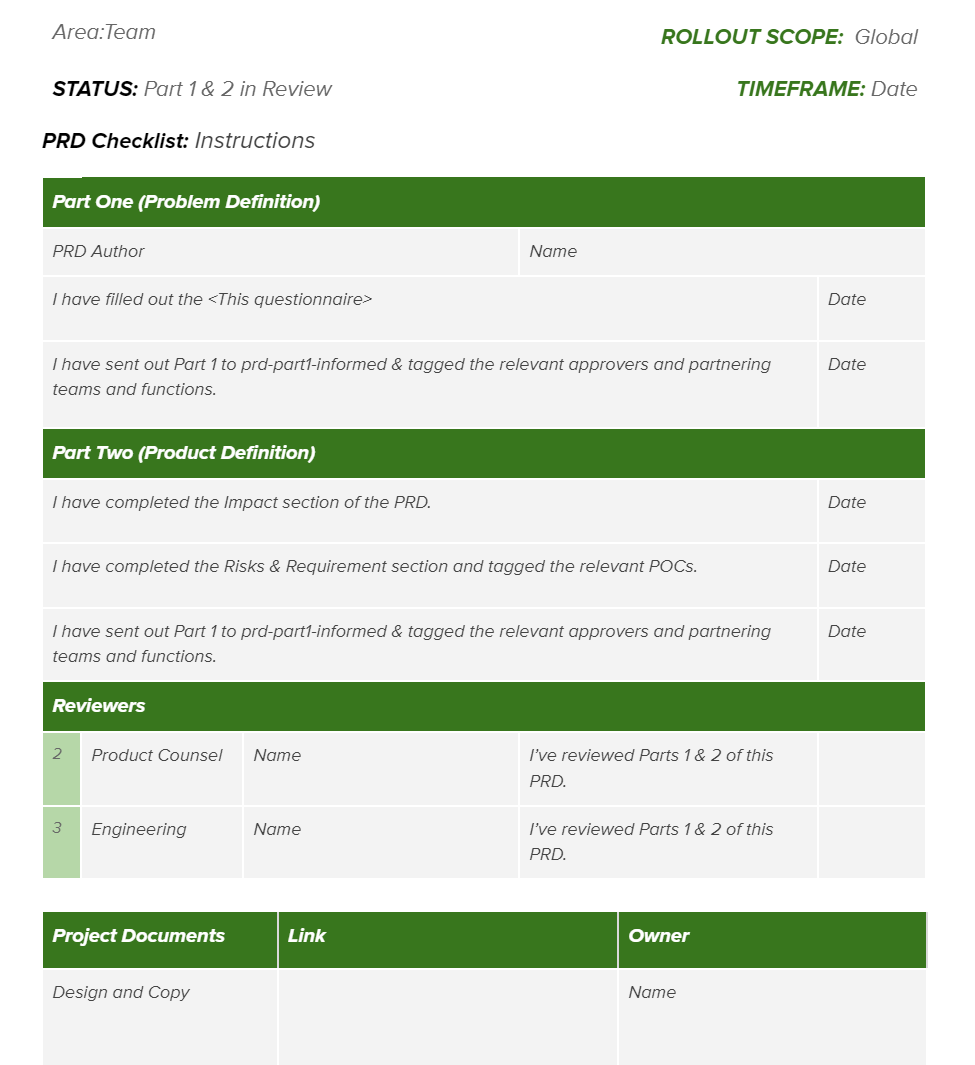 Area:Team
ROLLOUT SCOPE: Global
STATUS: Part 1 & 2 in Review
TIMEFRAME: Date
PRD Checklist: Instructions
Part One (Problem Definition)
PRD Author
Name
I have filled out the <This questionnaire>
Date
I have sent out Part 1 to prd-part1-informed & tagged the relevant approvers and partnering
teams and functions.
Date
Part Two (Product Definition)
I have completed the Impact section of the PRD.
Date
I have completed the Risks & Requirement section and tagged the relevant POCs.
Date
I have sent out Part 1 to prd-part1-informed & tagged the relevant approvers and partnering
teams and functions.
Date
Reviewers
2
Product Counsel
Name
I've reviewed Parts 1 & 2 of this
PRD.
3
Engineering
Name
I've reviewed Parts 1 & 2 of this
PRD.
Project Documents
Link
Owner
Design and Copy
Name